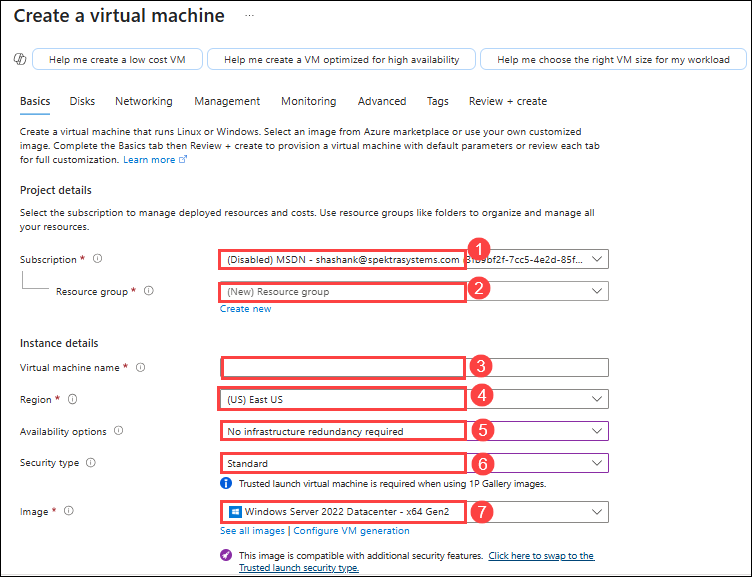 Create a virtual machine ...
Help me create a low cost VM
Help me create a VM optimized for high availability
Help me choose the right VM size for my workload
Basics Disks Networking Management Monitoring Advanced Tags Review + create
Create a virtual machine that runs Linux or Windows. Select an image from Azure marketplace or use your own customized
image. Complete the Basics tab then Review + create to provision a virtual machine with default parameters or review each tab
for full customization. Learn more
Project details
Select the subscription to manage deployed resources and costs. Use resource groups like folders to organize and manage all
your resources.
Subscription *
(Disabled) MSDN - shashank@spektrasystems.com
1
Resource group *
(New) Resource group
2
Create new
Instance details
Virtual machine name *
3
Region *
(US) East US
4
Availability options
No infrastructure redundancy required
5
Security type
Standard
6
Trusted launch virtual machine is required when using 1P Gallery images.
Image *
Windows Server 2022 Datacenter - x64 Gen2
7
See all images | Configure VM generation
This image is compatible with additional security features. Click here to swap to the
Trusted launch security type.